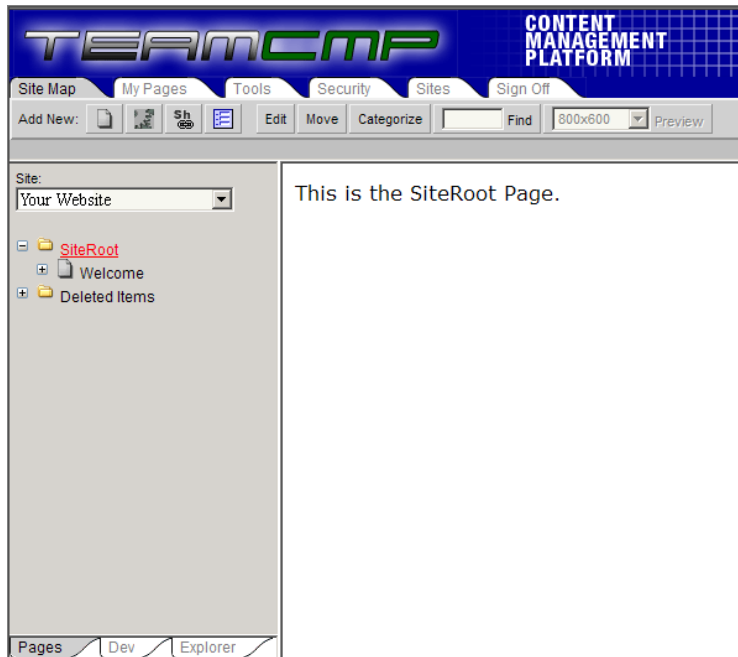 TEAMCMP
CONTENT
MANAGEMENT
PLATFORM
Site Map My Pages Tools Security Sites Sign Off
Add New: Sh Edit Move Categorize Find 800x600 Preview
Site:
Your Website
This is the SiteRoot Page.
SiteRoot
Welcome
Deleted Items
Pages Dev Explorer